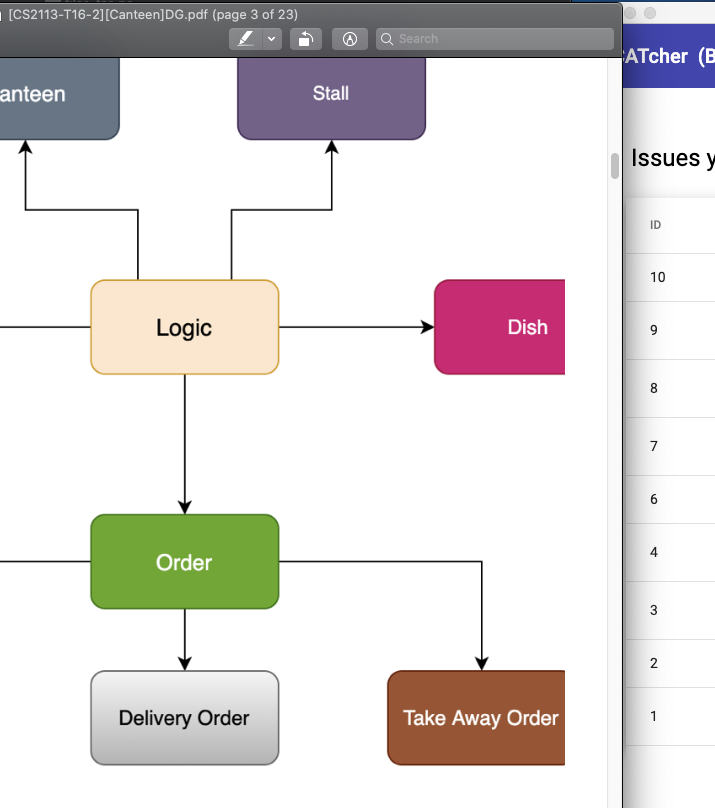 [CS2113-T16-2][Canteen]DG.pdf (page 3 of 23)
Search
anteen
Stall
Logic
Dish
Order
Delivery Order
Take Away Order
ATcher (B
Issues y
ID
10
9
8
7
6
4
3
2
1